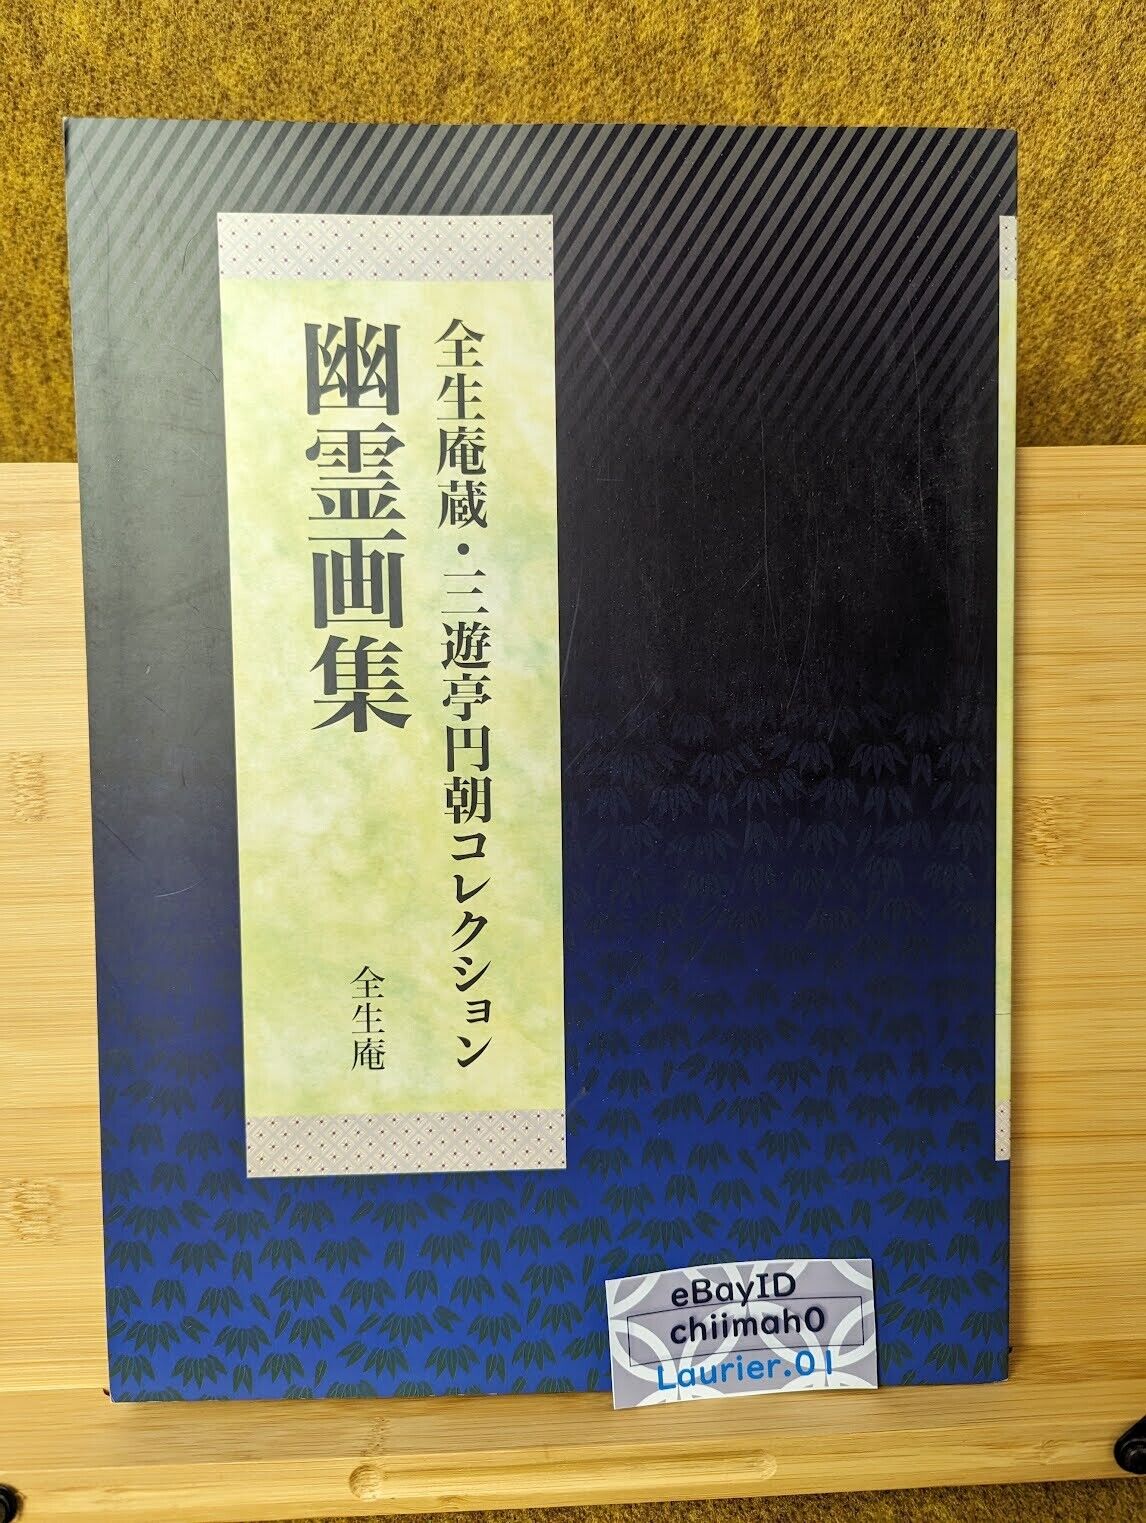 全生庵蔵・三遊亭円朝コレクション
幽霊画集
全生庵
eBayID
chiimah0
Laurier.01